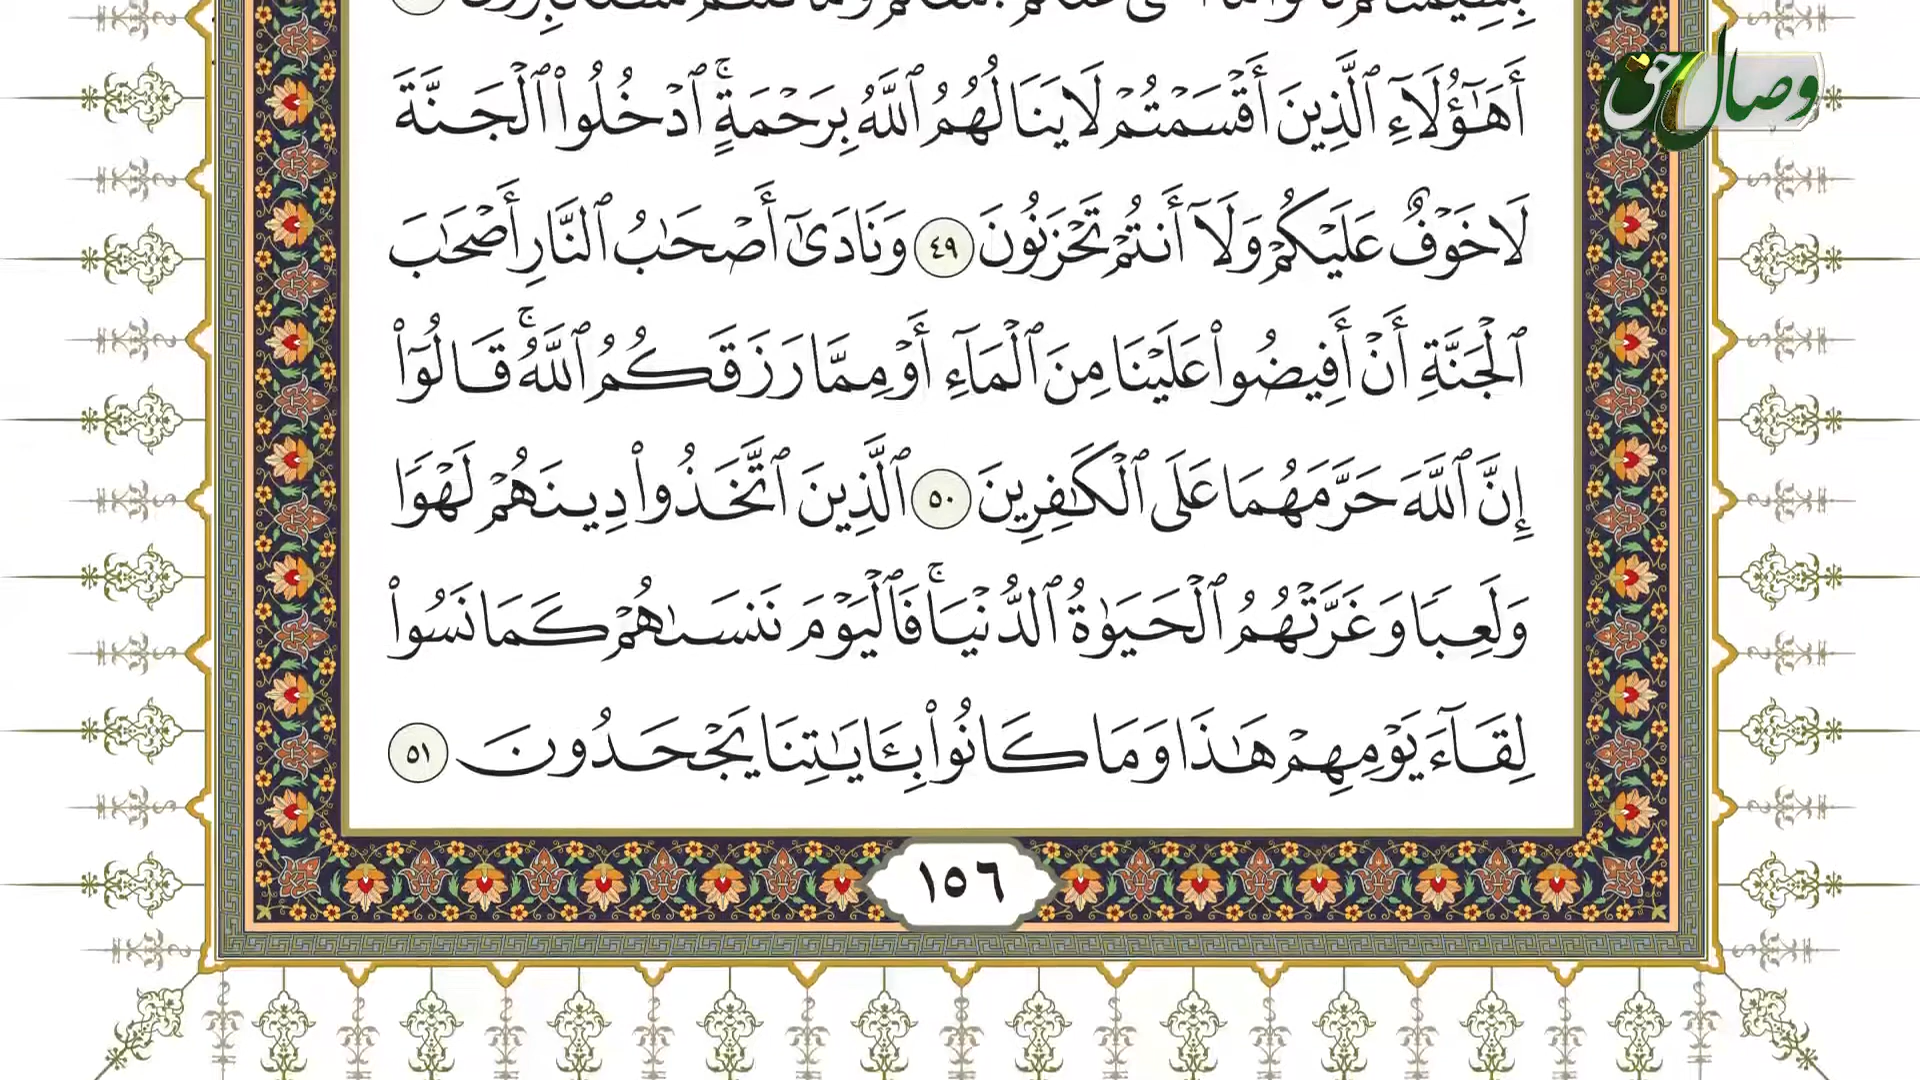 أَهَٰٓؤُلَآءِ ٱلَّذِينَ أَقْسَمْتُمْ لَا يَنَالُهُمُ ٱللَّهُ بِرَحْمَةٍۚ ٱدْخُلُوا۟ ٱلْجَنَّةَ
لَا خَوْفٌ عَلَيْكُمْ وَلَآ أَنتُمْ تَحْزَنُونَ ٤٩ وَنَادَىٰٓ أَصْحَٰبُ ٱلنَّارِ أَصْحَٰبَ
ٱلْجَنَّةِ أَنْ أَفِيضُوا۟ عَلَيْنَا مِنَ ٱلْمَآءِ أَوْ مِمَّا رَزَقَكُمُ ٱللَّهُۚ قَالُوٓا۟
إِنَّ ٱللَّهَ حَرَّمَهُمَا عَلَى ٱلْكَٰفِرِينَ ٥٠ ٱلَّذِينَ ٱتَّخَذُوا۟ دِينَهُمْ لَهْوًا
وَلَعِبًا وَغَرَّتْهُمُ ٱلْحَيَوٰةُ ٱلدُّنْيَاۚ فَٱلْيَوْمَ نَنسَىٰهُمْ كَمَا نَسُوا۟
لِقَآءَ يَوْمِهِمْ هَٰذَا وَمَا كَانُوا۟ بِـَٔايَٰتِنَا يَجْحَدُونَ ٥١
١٥٦
وصال حق